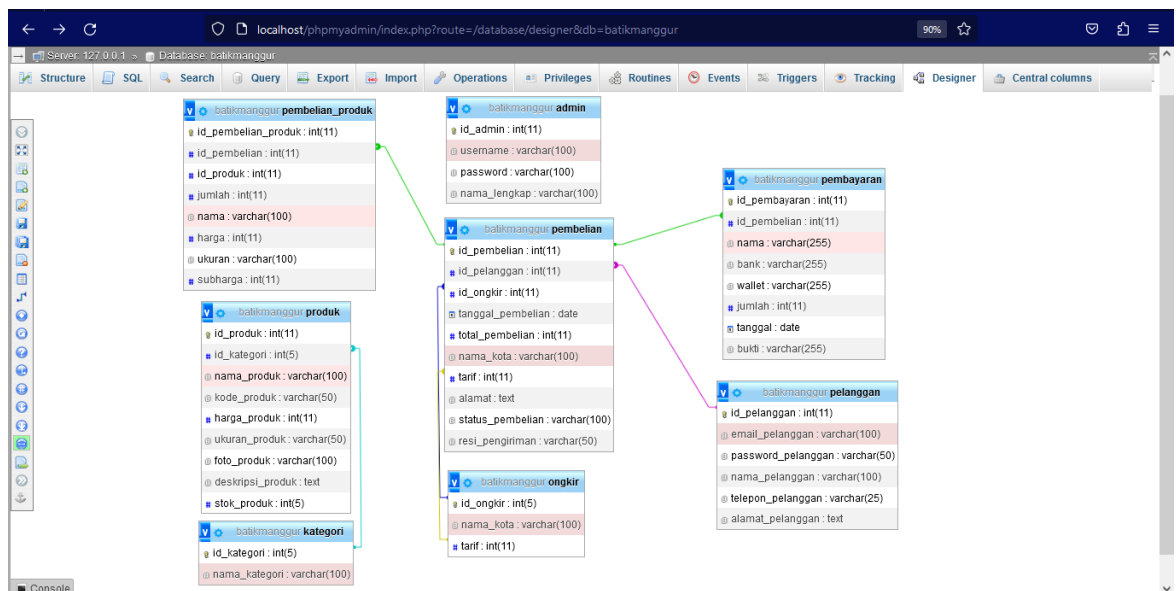 localhost/phpmyadmin/index.php?route=/database/designer&db=batikmanggur
90%
Server: 127.0.0.1 » Database: batikmanggur
Structure SQL Search Query Export Import Operations Privileges Routines Events Triggers Tracking Designer Central columns
v batikmanggur pembelian_produk
id_pembelian_produk : int(11)
# id_pembelian : int(11)
# id_produk : int(11)
# jumlah : int(11)
nama : varchar(100)
# harga : int(11)
ukuran : varchar(100)
# subharga : int(11)
v batikmanggur admin
id_admin : int(11)
username : varchar(100)
password : varchar(100)
nama_lengkap : varchar(100)
v batikmanggur pembayaran
id_pembayaran : int(11)
# id_pembelian : int(11)
nama : varchar(255)
bank : varchar(255)
wallet : varchar(255)
# jumlah : int(11)
tanggal : date
bukti : varchar(255)
v batikmanggur pembelian
id_pembelian : int(11)
# id_pelanggan : int(11)
# id_ongkir : int(11)
tanggal_pembelian : date
# total_pembelian : int(11)
nama_kota : varchar(100)
# tarif : int(11)
alamat : text
status_pembelian : varchar(100)
resi_pengiriman : varchar(50)
v batikmanggur produk
id_produk : int(11)
# id_kategori : int(5)
nama_produk : varchar(100)
kode_produk : varchar(50)
# harga_produk : int(11)
ukuran_produk : varchar(50)
foto_produk : varchar(100)
deskripsi_produk : text
# stok_produk : int(5)
v batikmanggur pelanggan
id_pelanggan : int(11)
email_pelanggan : varchar(100)
password_pelanggan : varchar(50)
nama_pelanggan : varchar(100)
telepon_pelanggan : varchar(25)
alamat_pelanggan : text
v batikmanggur ongkir
id_ongkir : int(5)
nama_kota : varchar(100)
# tarif : int(11)
v batikmanggur kategori
id_kategori : int(5)
nama_kategori : varchar(100)
Console